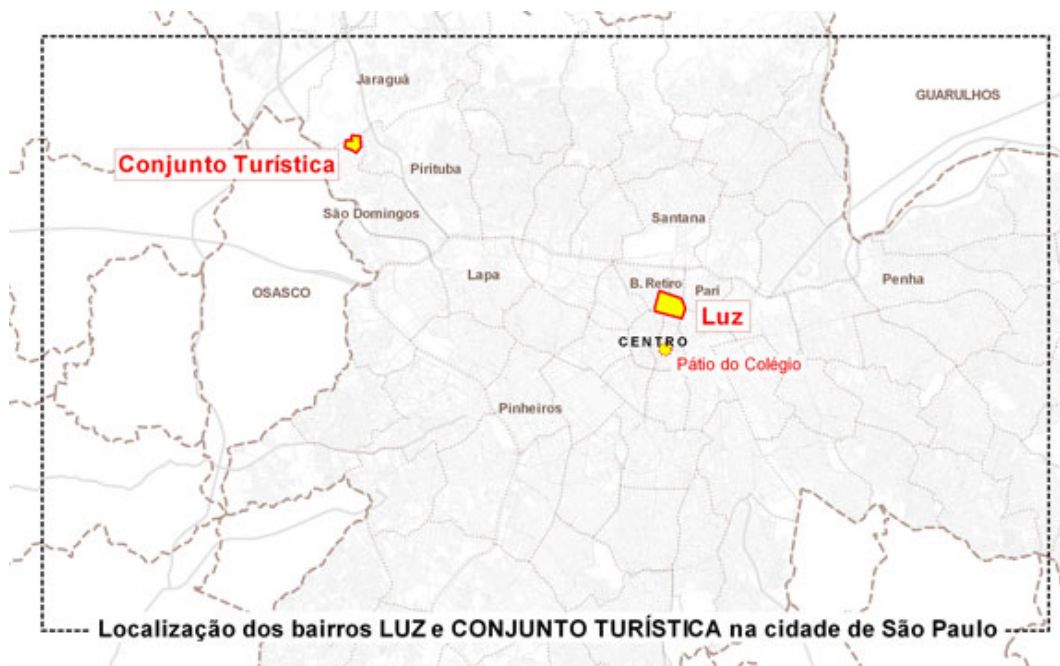 Jaraguá
GUARULHOS
Conjunto Turística
Pirituba
São Domingos
Santana
Lapa
Penha
OSASCO
B. Retiro
Pari
Luz
CENTRO
Pátio do Colégio
Pinheiros
Localização dos bairros LUZ e CONJUNTO TURÍSTICA na cidade de São Paulo